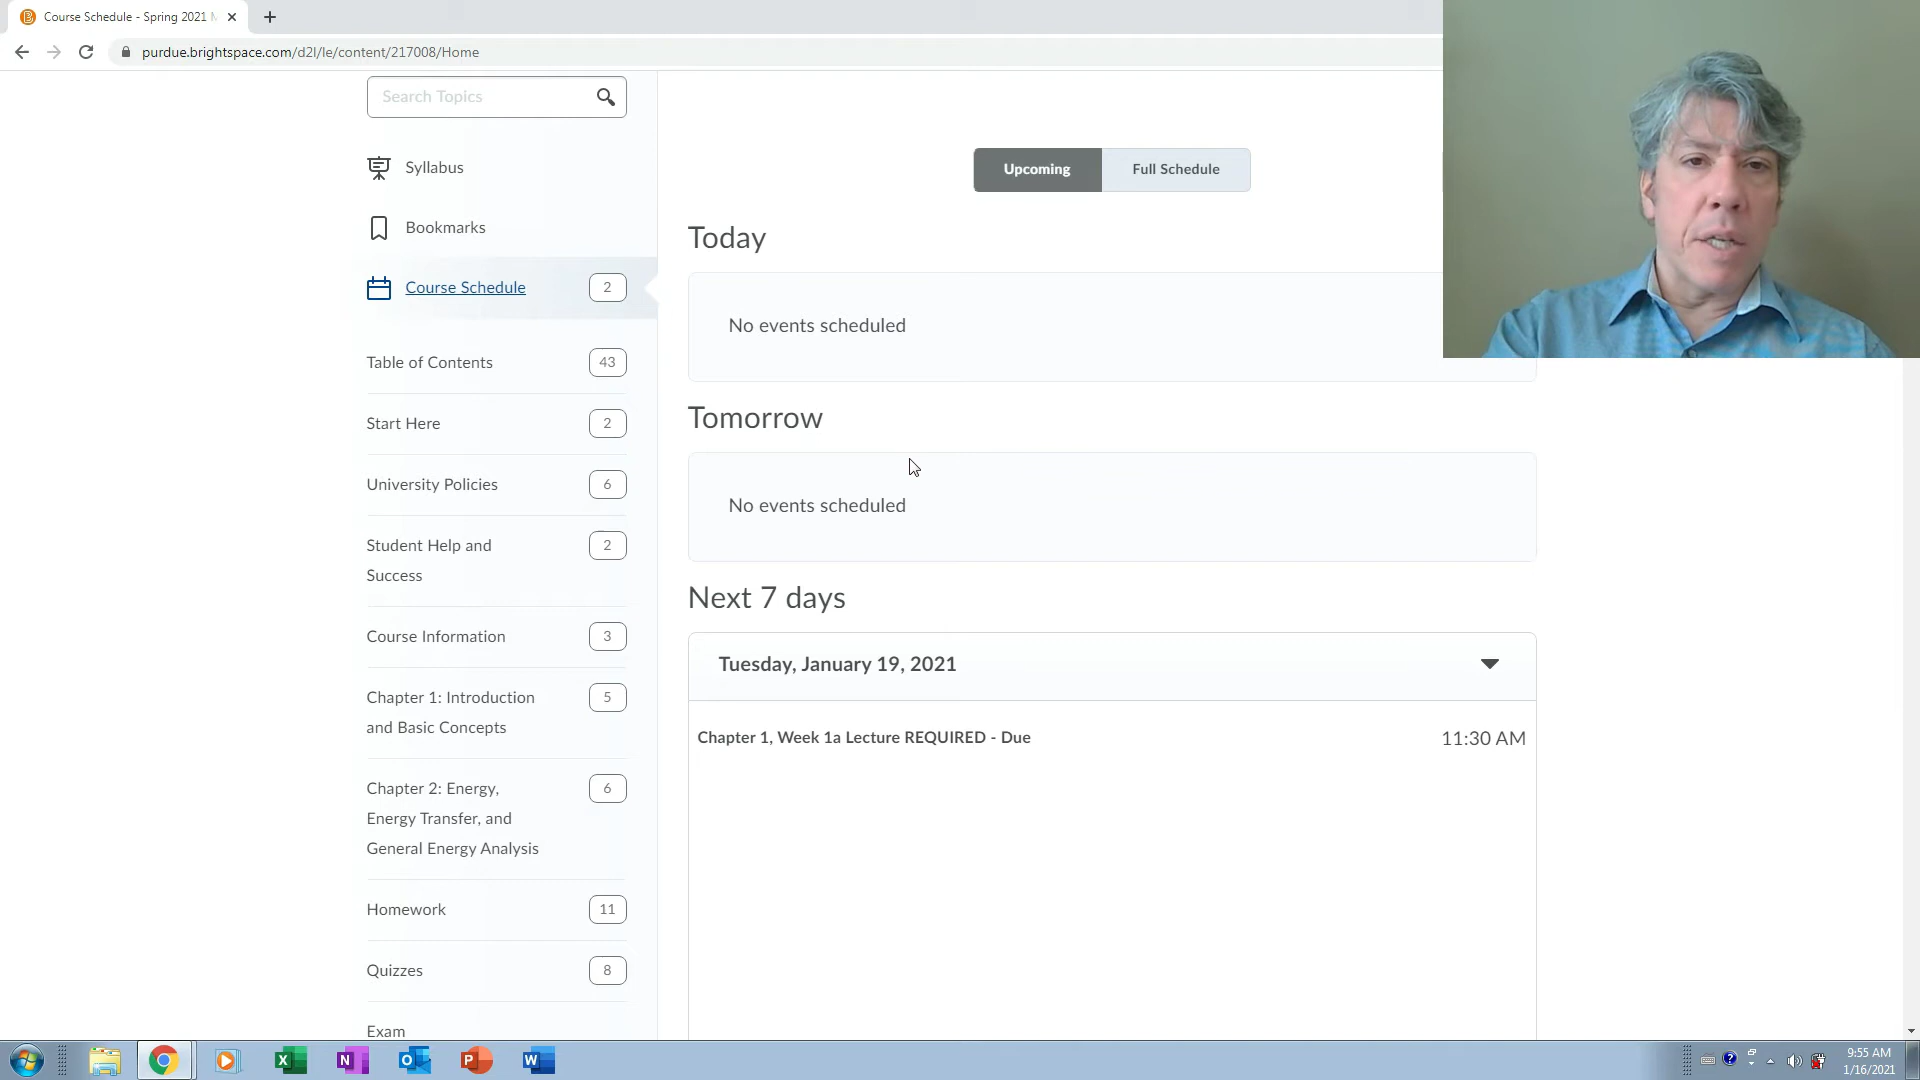 Course Schedule - Spring 2021
purdue.brightspace.com/d2l/le/content/217008/Home
Search Topics
Syllabus
Bookmarks
Course Schedule 2
Table of Contents 43
Start Here 2
University Policies 6
Student Help and
Success
2
Course Information 3
Chapter 1: Introduction
and Basic Concepts
5
Chapter 2: Energy,
Energy Transfer, and
General Energy Analysis
6
Homework 11
Quizzes 8
Exam
Upcoming Full Schedule
Today
No events scheduled
Tomorrow
No events scheduled
Next 7 days
Tuesday, January 19, 2021
Chapter 1, Week 1a Lecture REQUIRED - Due 11:30 AM
9:55 AM
1/16/2021